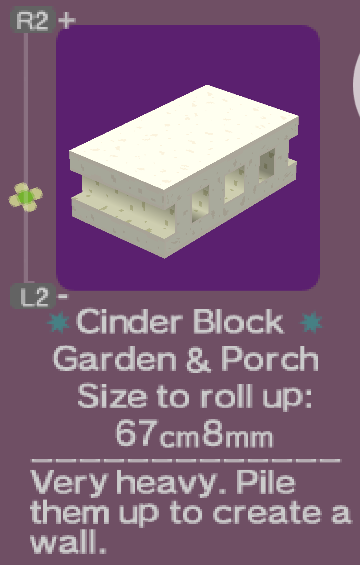 R2 +
L2 -
Cinder Block
Garden & Porch
Size to roll up:
67cm8mm
Very heavy. Pile
them up to create a
wall.